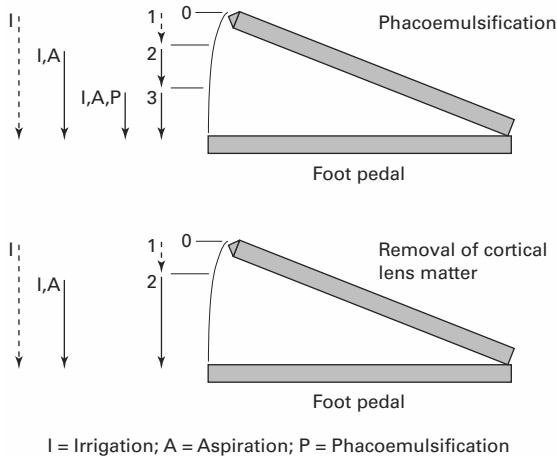 I
1
0
Phacoemulsification
I,A
2
I,A,P
3
Foot pedal
I
1
0
Removal of cortical
lens matter
I,A
2
Foot pedal
I = Irrigation; A = Aspiration; P = Phacoemulsification